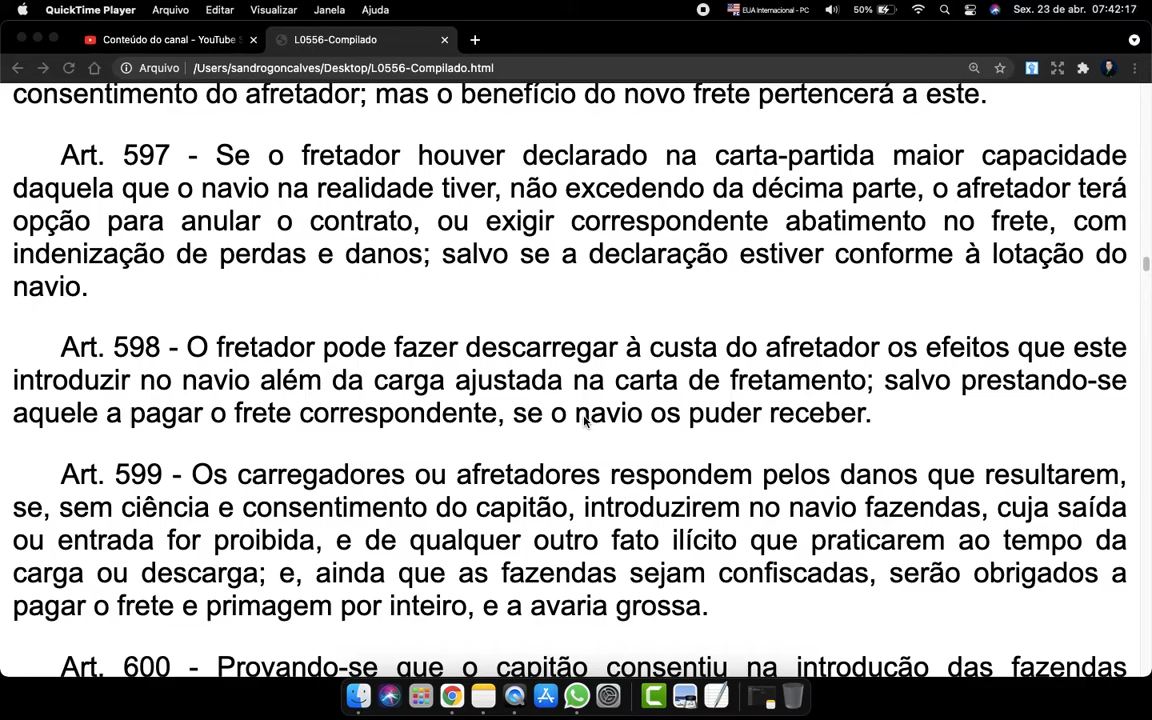 QuickTime Player Arquivo Editar Visualizar Janela Ajuda EUA Internacional - PC 50% Sex. 23 de abr. 07:42:17
Conteúdo do canal - YouTube S L0556-Compilado
Arquivo /Users/sandrogoncalves/Desktop/L0556-Compilado.html
consentimento do afretador; mas o benefício do novo frete pertencerá a este.
Art. 597 - Se o fretador houver declarado na carta-partida maior capacidade
daquela que o navio na realidade tiver, não excedendo da décima parte, o afretador terá
opção para anular o contrato, ou exigir correspondente abatimento no frete, com
indenização de perdas e danos; salvo se a declaração estiver conforme à lotação do
navio.
Art. 598 - O fretador pode fazer descarregar à custa do afretador os efeitos que este
introduzir no navio além da carga ajustada na carta de fretamento; salvo prestando-se
aquele a pagar o frete correspondente, se o navio os puder receber.
Art. 599 - Os carregadores ou afretadores respondem pelos danos que resultarem,
se, sem ciência e consentimento do capitão, introduzirem no navio fazendas, cuja saída
ou entrada for proibida, e de qualquer outro fato ilícito que praticarem ao tempo da
carga ou descarga; e, ainda que as fazendas sejam confiscadas, serão obrigados a
pagar o frete e primagem por inteiro, e a avaria grossa.
Art. 600 - Provando-se que o capitão consentiu na introdução das fazendas